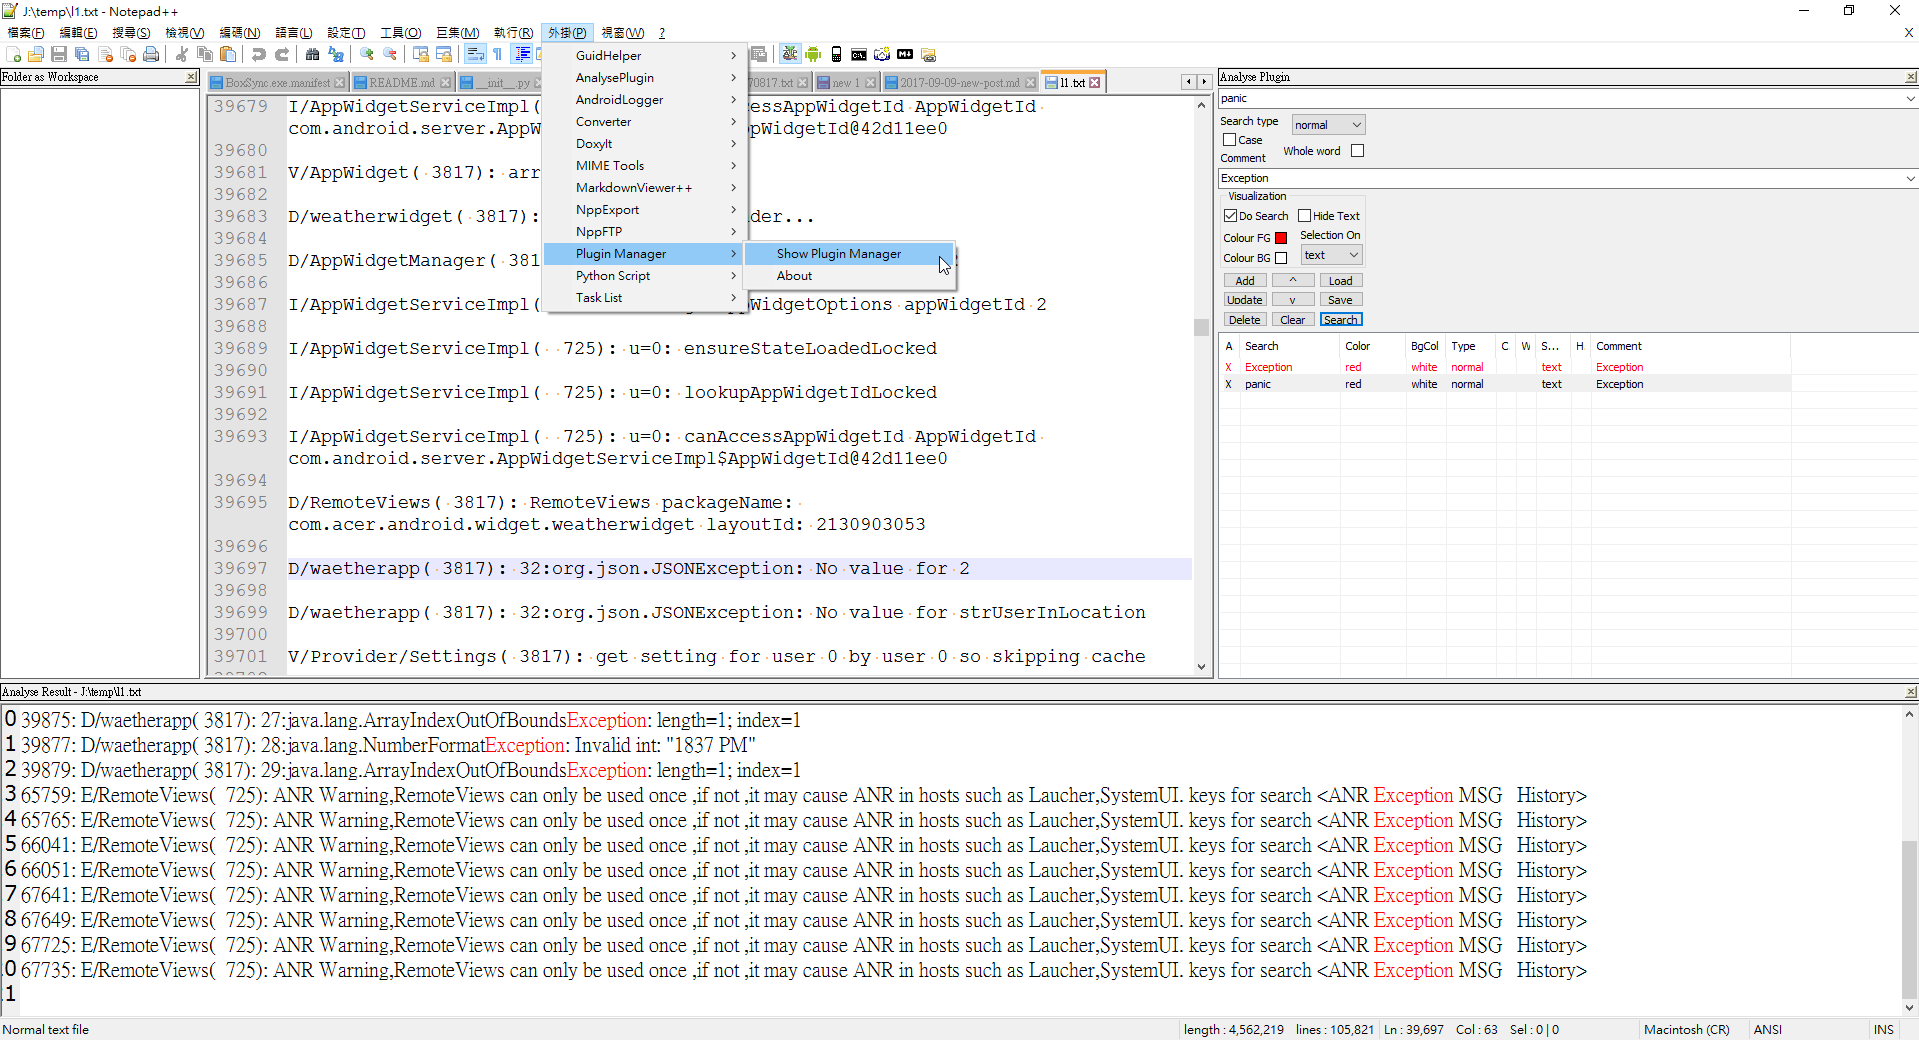 J:\temp\l1.txt - Notepad++
檔案(F) 編輯(E) 搜尋(S) 檢視(V) 編碼(N) 語言(L) 設定(T) 工具(O) 巨集(M) 執行(R) 外掛(P) 視窗(W) ?
X
Folder as Workspace
BoxSync.exe.manifest README.md __init__.py 70817.txt new 1 2017-09-09-new-post.md l1.txt
GuidHelper
AnalysePlugin
AndroidLogger
Converter
DoxyIt
MIME Tools
MarkdownViewer++
NppExport
NppFTP
Plugin Manager
Python Script
Task List
Show Plugin Manager
About
39679 I/AppWidgetServiceImpl( essAppWidgetId AppWidgetId
com.android.server.AppW pWidgetId@42d11ee0
39680
39681 V/AppWidget( 3817): arr
39682
39683 D/weatherwidget( 3817): der...
39684
39685 D/AppWidgetManager( 381
39686
39687 I/AppWidgetServiceImpl( WidgetOptions appWidgetId 2
39688
39689 I/AppWidgetServiceImpl( 725): u=0: ensureStateLoadedLocked
39690
39691 I/AppWidgetServiceImpl( 725): u=0: lookupAppWidgetIdLocked
39692
39693 I/AppWidgetServiceImpl( 725): u=0: canAccessAppWidgetId AppWidgetId
com.android.server.AppWidgetServiceImpl$AppWidgetId@42d11ee0
39694
39695 D/RemoteViews( 3817): RemoteViews packageName:
com.acer.android.widget.weatherwidget layoutId: 2130903053
39696
39697 D/waetherapp( 3817): 32:org.json.JSONException: No value for 2
39698
39699 D/waetherapp( 3817): 32:org.json.JSONException: No value for strUserInLocation
39700
39701 V/Provider/Settings( 3817): get setting for user 0 by user 0 so skipping cache
Analyse Plugin
panic
Search type normal
Case
Whole word
Comment
Exception
Visualization
Do Search Hide Text
Colour FG Selection On
Colour BG text
Add ^ Load
Update v Save
Delete Clear Search
A Search Color BgCol Type C W S... H Comment
X Exception red white normal text Exception
X panic red white normal text Exception
Analyse Result - J:\temp\l1.txt
0 39875: D/waetherapp( 3817): 27:java.lang.ArrayIndexOutOfBoundsException: length=1; index=1
1 39877: D/waetherapp( 3817): 28:java.lang.NumberFormatException: Invalid int: "1837 PM"
2 39879: D/waetherapp( 3817): 29:java.lang.ArrayIndexOutOfBoundsException: length=1; index=1
3 65759: E/RemoteViews(  725): ANR Warning,RemoteViews can only be used once ,if not ,it may cause ANR in hosts such as Laucher,SystemUI. keys for search <ANR Exception MSG   History>
4 65765: E/RemoteViews(  725): ANR Warning,RemoteViews can only be used once ,if not ,it may cause ANR in hosts such as Laucher,SystemUI. keys for search <ANR Exception MSG   History>
5 66041: E/RemoteViews(  725): ANR Warning,RemoteViews can only be used once ,if not ,it may cause ANR in hosts such as Laucher,SystemUI. keys for search <ANR Exception MSG   History>
6 66051: E/RemoteViews(  725): ANR Warning,RemoteViews can only be used once ,if not ,it may cause ANR in hosts such as Laucher,SystemUI. keys for search <ANR Exception MSG   History>
7 67641: E/RemoteViews(  725): ANR Warning,RemoteViews can only be used once ,if not ,it may cause ANR in hosts such as Laucher,SystemUI. keys for search <ANR Exception MSG   History>
8 67649: E/RemoteViews(  725): ANR Warning,RemoteViews can only be used once ,if not ,it may cause ANR in hosts such as Laucher,SystemUI. keys for search <ANR Exception MSG   History>
9 67725: E/RemoteViews(  725): ANR Warning,RemoteViews can only be used once ,if not ,it may cause ANR in hosts such as Laucher,SystemUI. keys for search <ANR Exception MSG   History>
0 67735: E/RemoteViews(  725): ANR Warning,RemoteViews can only be used once ,if not ,it may cause ANR in hosts such as Laucher,SystemUI. keys for search <ANR Exception MSG   History>
1
Normal text file length : 4,562,219 lines : 105,821 Ln : 39,697 Col : 63 Sel : 0 | 0 Macintosh (CR) ANSI INS